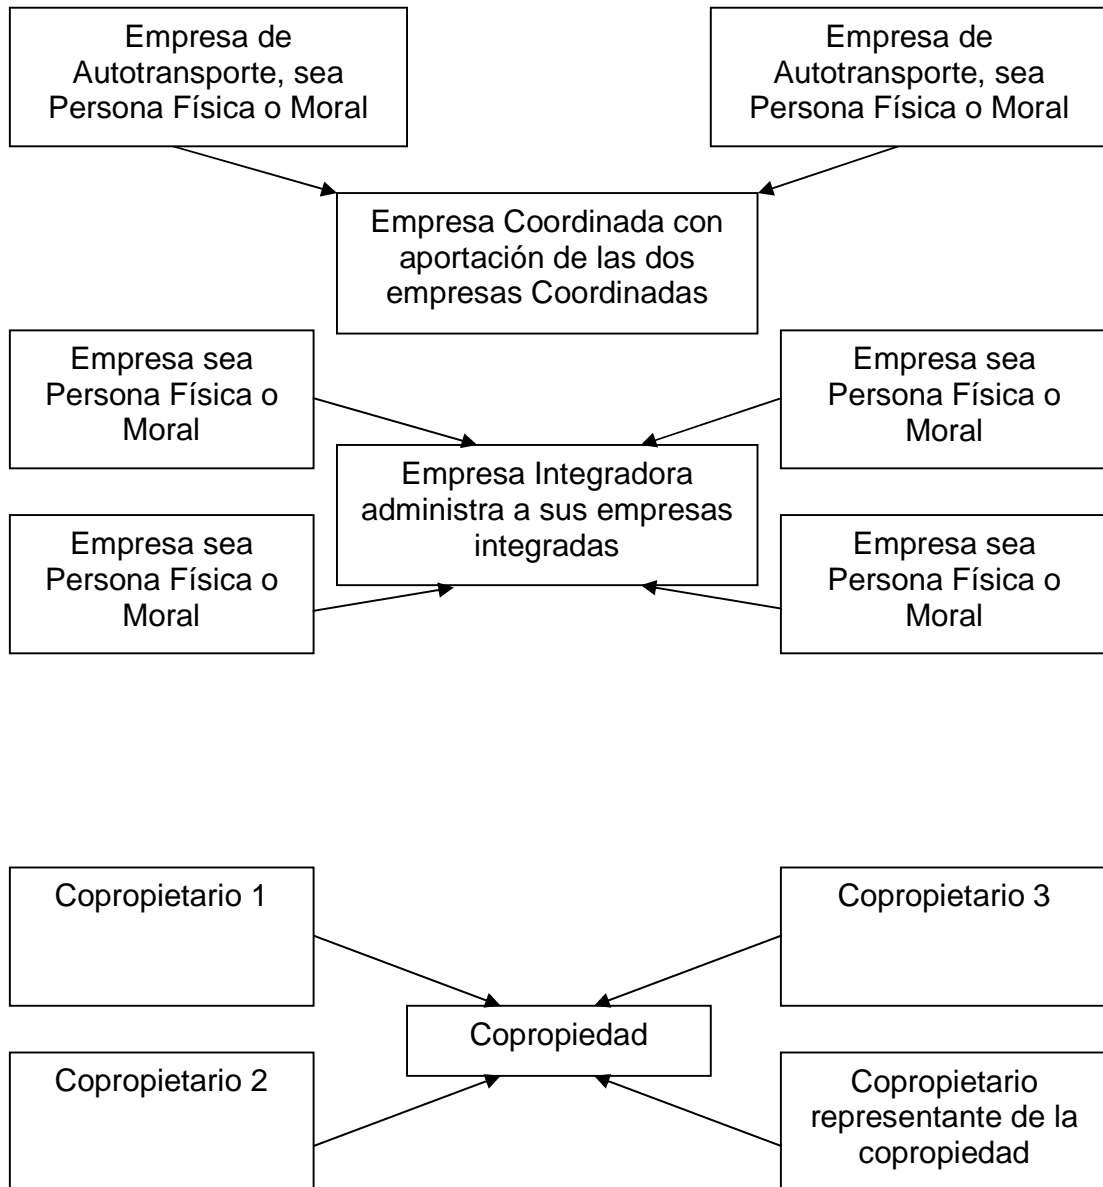 Empresa de
Autotransporte, sea
Persona Física o Moral
Empresa de
Autotransporte, sea
Persona Física o Moral
Empresa Coordinada con
aportación de las dos
empresas Coordinadas
Empresa sea
Persona Física o
Moral
Empresa sea
Persona Física o
Moral
Empresa Integradora
administra a sus empresas
integradas
Empresa sea
Persona Física o
Moral
Empresa sea
Persona Física o
Moral
Copropietario 1
Copropietario 3
Copropiedad
Copropietario 2
Copropietario
representante de la
copropiedad